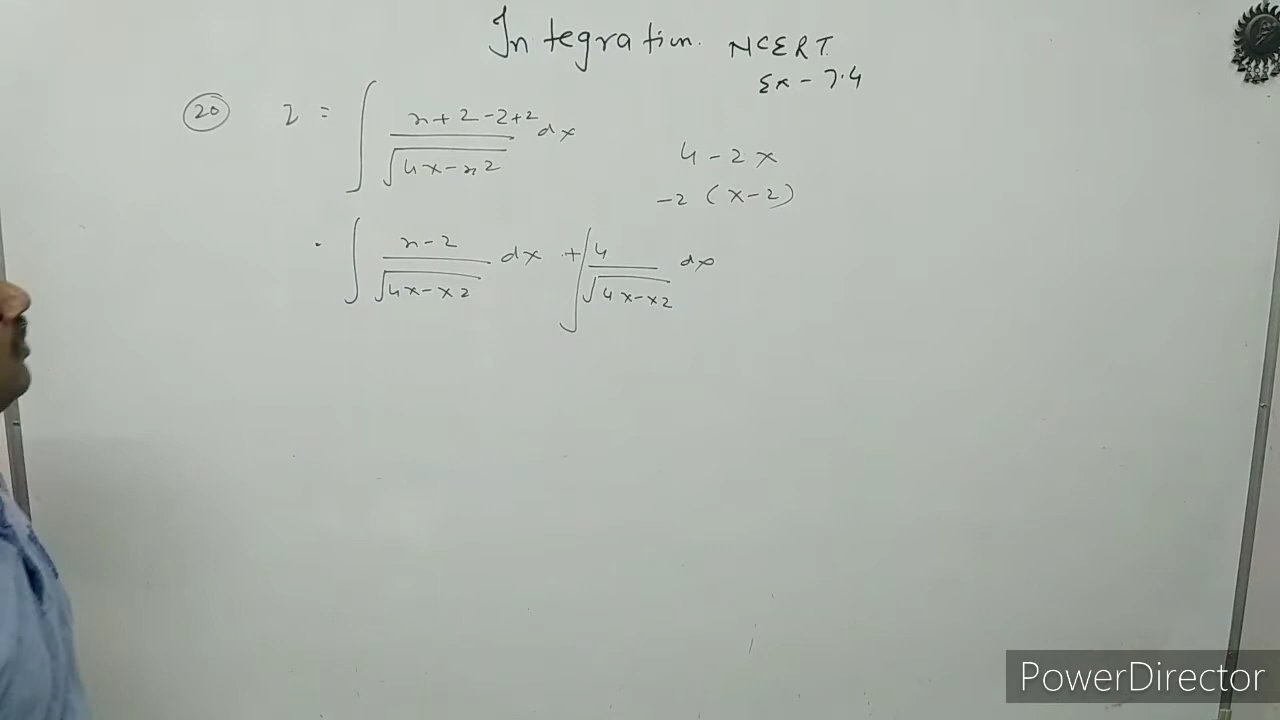 Integration. NCERT
Ex - 7.4
(20) I = ∫ x+2-2+2 / √4x-x2 dx
4-2x
-2 (x-2)
. ∫ x-2 / √4x-x2 dx + ∫ 4 / √4x-x2 dx
PowerDirector